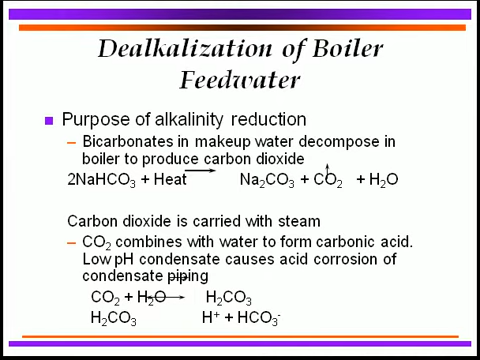 Dealkalization of Boiler
Feedwater
Purpose of alkalinity reduction
– Bicarbonates in makeup water decompose in
boiler to produce carbon dioxide
2NaHCO₃ + Heat → Na₂CO₃ + CO₂ ↑ + H₂O
Carbon dioxide is carried with steam
– CO₂ combines with water to form carbonic acid.
Low pH condensate causes acid corrosion of
condensate piping
CO₂ + H₂O → H₂CO₃
H₂CO₃ H⁺ + HCO₃⁻